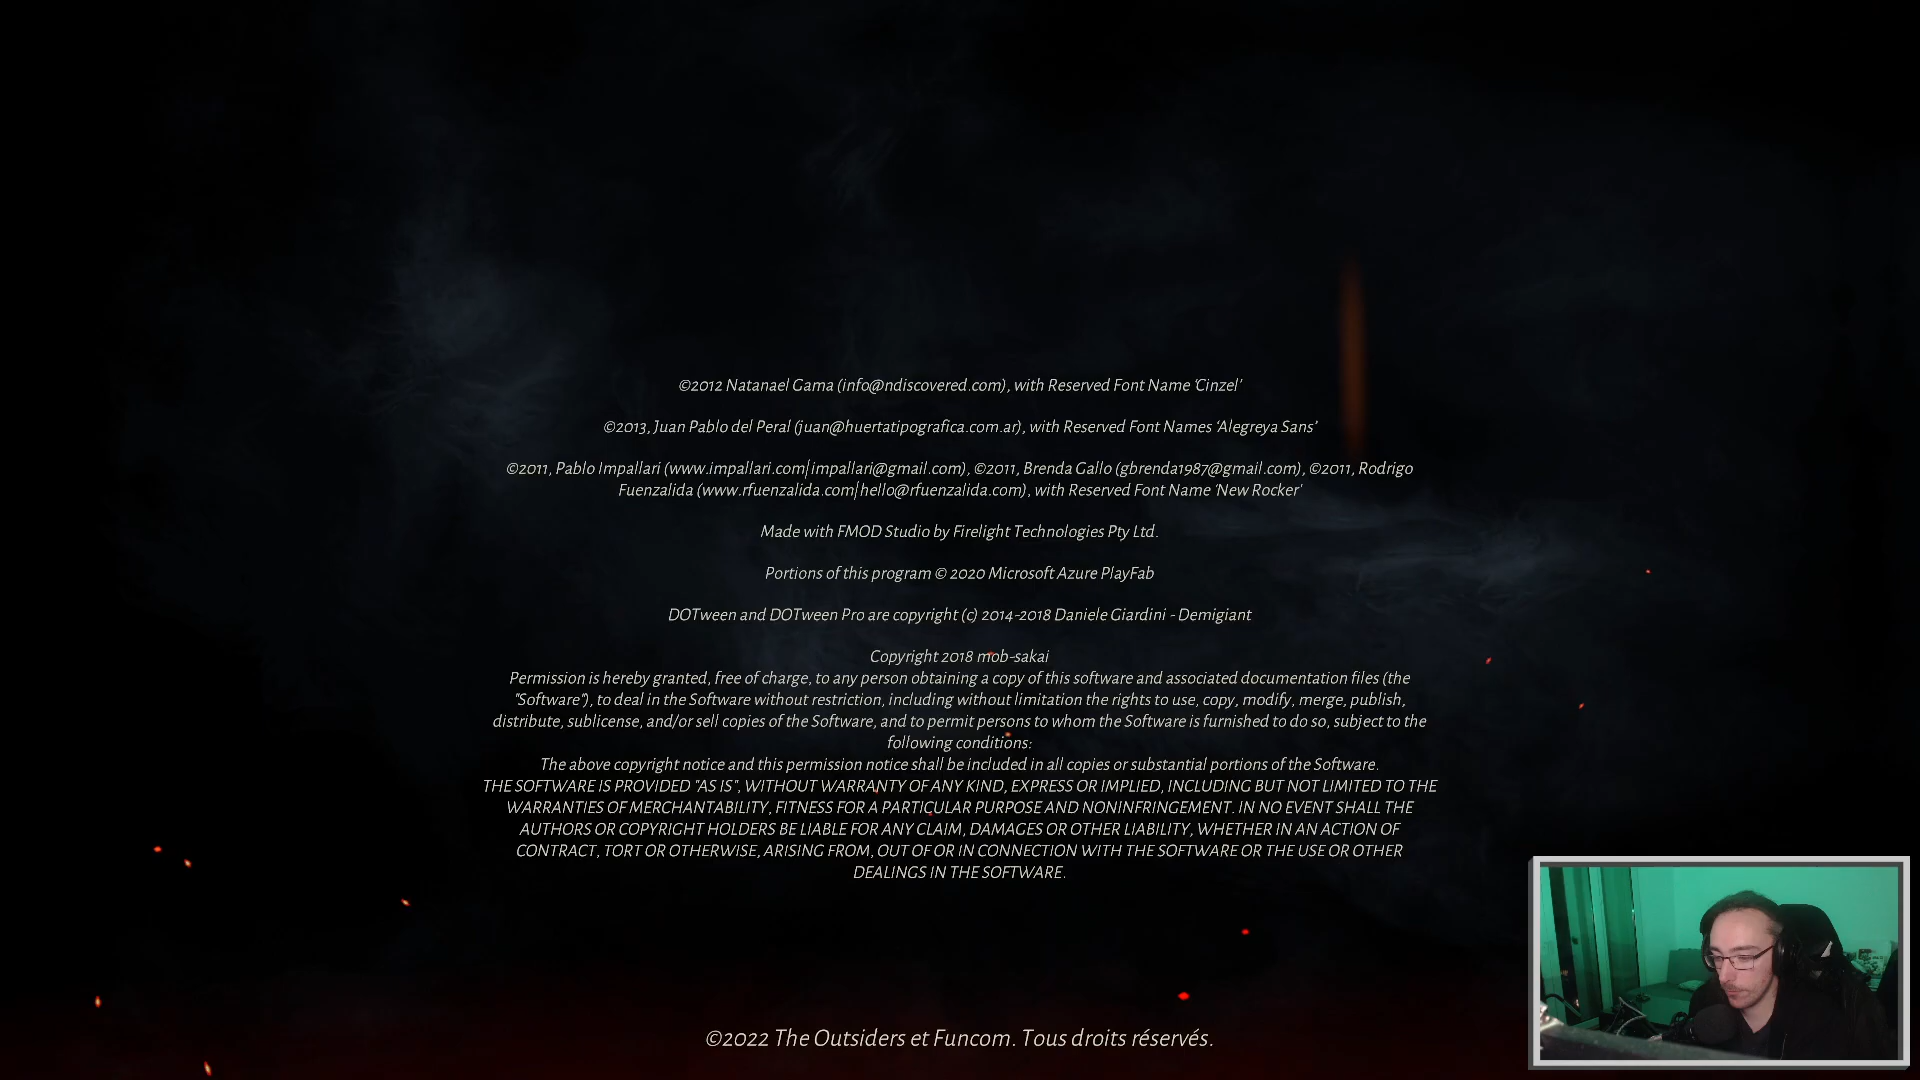 ©2012 Natanael Gama (info@ndiscovered.com), with Reserved Font Name 'Cinzel'
©2013, Juan Pablo del Peral (juan@huertatipografica.com.ar), with Reserved Font Names ‘Alegreya Sans’
©2011, Pablo Impallari (www.impallari.com|impallari@gmail.com), ©2011, Brenda Gallo (gbrenda1987@gmail.com), ©2011, Rodrigo
Fuenzalida (www.rfuenzalida.com|hello@rfuenzalida.com), with Reserved Font Name 'New Rocker'
Made with FMOD Studio by Firelight Technologies Pty Ltd.
Portions of this program © 2020 Microsoft Azure PlayFab
DOTween and DOTween Pro are copyright (c) 2014-2018 Daniele Giardini - Demigiant
Copyright 2018 mob-sakai
Permission is hereby granted, free of charge, to any person obtaining a copy of this software and associated documentation files (the
"Software"), to deal in the Software without restriction, including without limitation the rights to use, copy, modify, merge, publish,
distribute, sublicense, and/or sell copies of the Software, and to permit persons to whom the Software is furnished to do so, subject to the
following conditions:
The above copyright notice and this permission notice shall be included in all copies or substantial portions of the Software.
THE SOFTWARE IS PROVIDED "AS IS", WITHOUT WARRANTY OF ANY KIND, EXPRESS OR IMPLIED, INCLUDING BUT NOT LIMITED TO THE
WARRANTIES OF MERCHANTABILITY, FITNESS FOR A PARTICULAR PURPOSE AND NONINFRINGEMENT. IN NO EVENT SHALL THE
AUTHORS OR COPYRIGHT HOLDERS BE LIABLE FOR ANY CLAIM, DAMAGES OR OTHER LIABILITY, WHETHER IN AN ACTION OF
CONTRACT, TORT OR OTHERWISE, ARISING FROM, OUT OF OR IN CONNECTION WITH THE SOFTWARE OR THE USE OR OTHER
DEALINGS IN THE SOFTWARE.
©2022 The Outsiders et Funcom. Tous droits réservés.